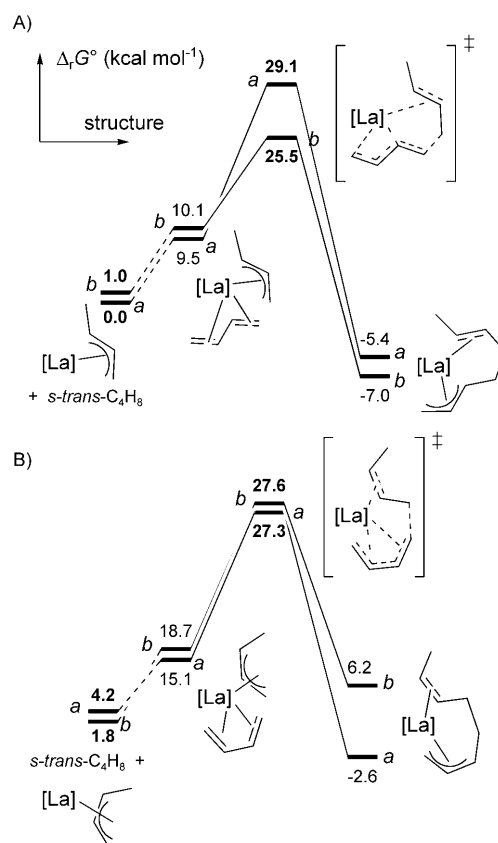 A)
ΔrG° (kcal mol⁻¹)
structure
29.1
a
b
25.5
‡
[La]
10.1
b
a
9.5
1.0
b
a
0.0
[La]
[La]
+ s-trans-C₄H₈
-5.4
a
b
-7.0
[La]
B)
27.6
b
a
27.3
‡
[La]
18.7
b
a
15.1
4.2
a
b
1.8
[La]
6.2
b
a
-2.6
[La]
s-trans-C₄H₈ +
[La]